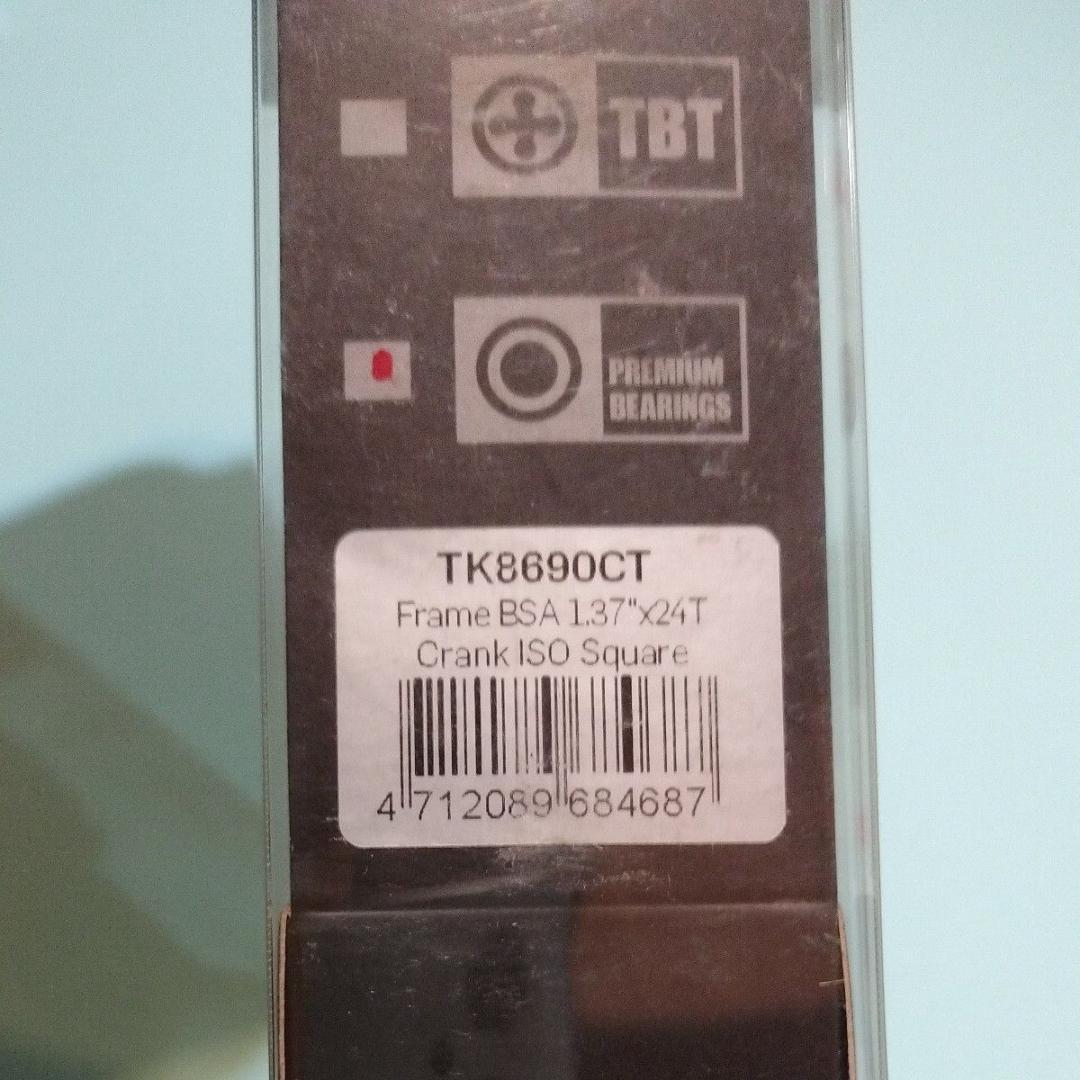 TBT
PREMIUM
BEARINGS
TK8690CT
Frame BSA 1.37"x24T
Crank ISO Square
4 712089 684687